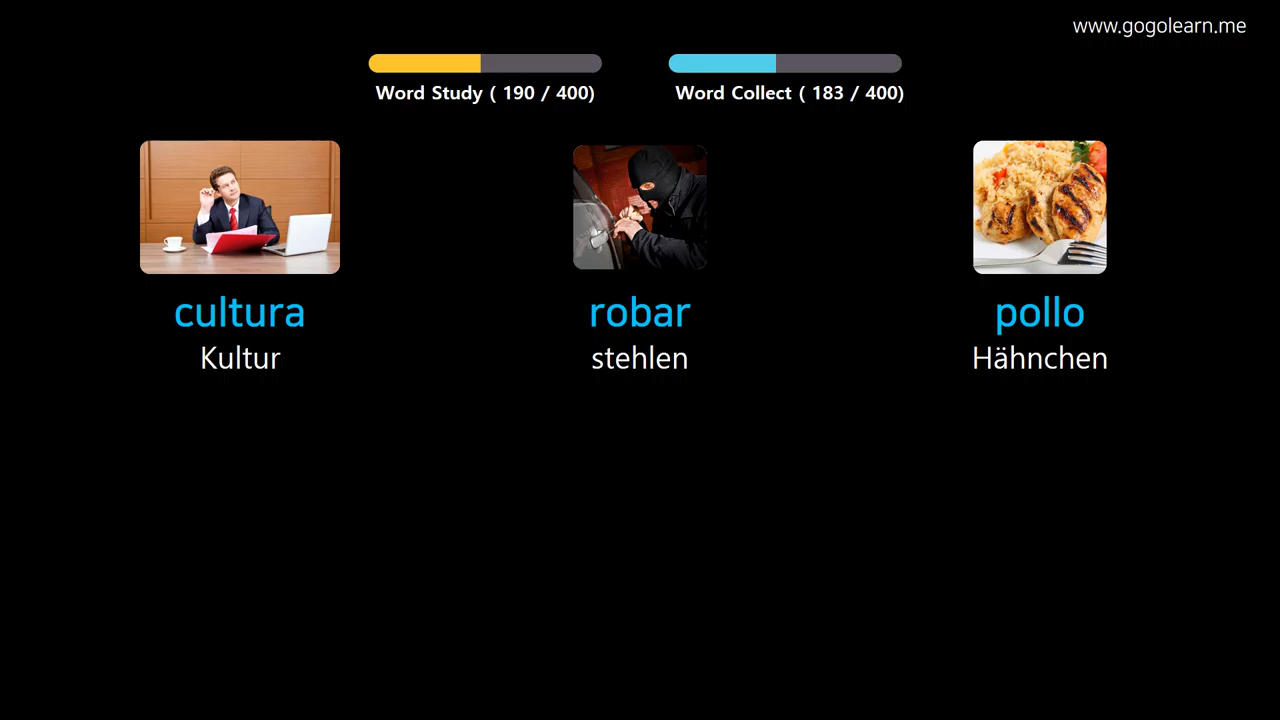 www.gogolearn.me
Word Study ( 190 / 400)
Word Collect ( 183 / 400)
cultura
Kultur
robar
stehlen
pollo
Hähnchen